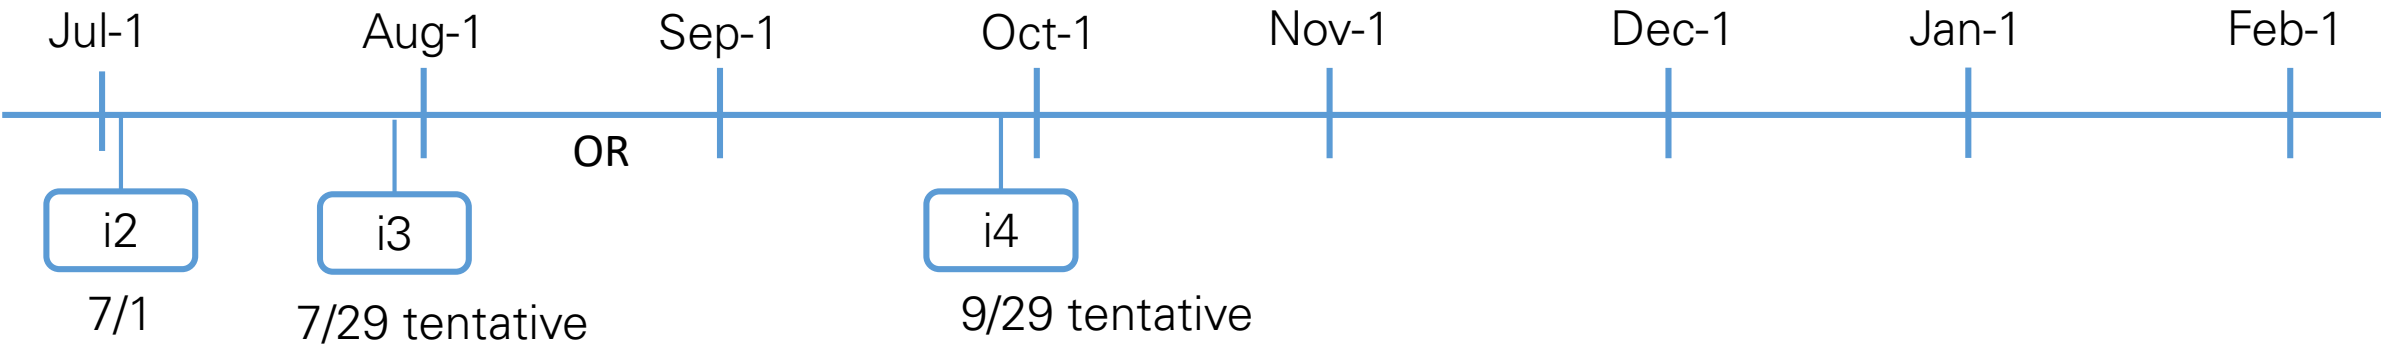 Jul-1
Aug-1
Sep-1
Oct-1
Nov-1
Dec-1
Jan-1
Feb-1
OR
i2
i3
i4
7/1
7/29 tentative
9/29 tentative